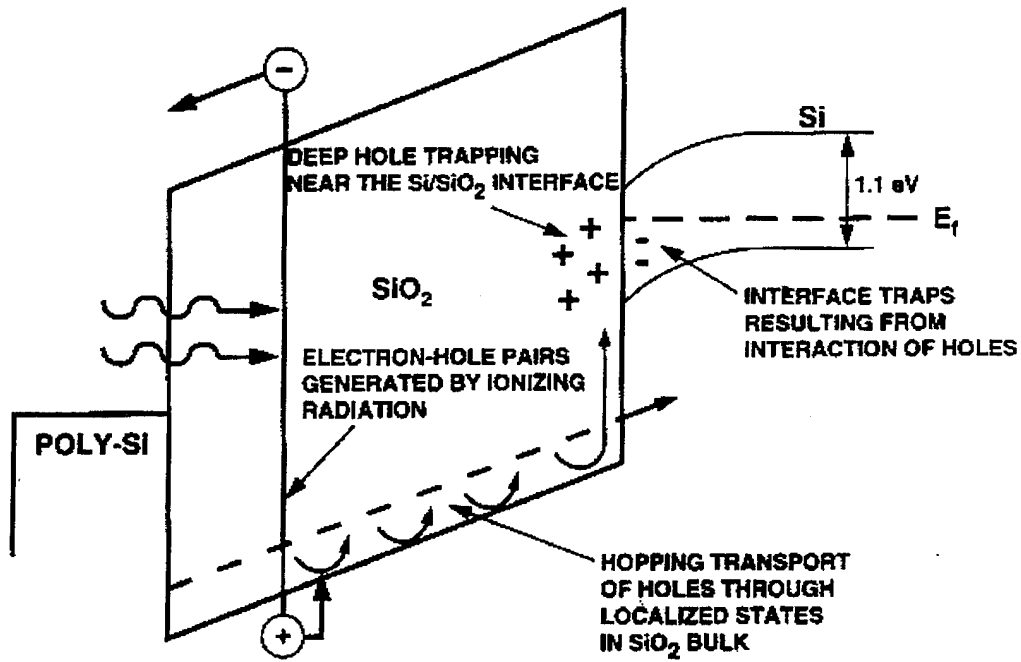 −
Si
DEEP HOLE TRAPPING
NEAR THE Si/SiO₂ INTERFACE
1.1 eV
E_f
+
+
+
+
-
-
SiO₂
INTERFACE TRAPS
RESULTING FROM
INTERACTION OF HOLES
ELECTRON-HOLE PAIRS
GENERATED BY IONIZING
RADIATION
POLY-Si
HOPPING TRANSPORT
OF HOLES THROUGH
LOCALIZED STATES
IN SiO₂ BULK
+